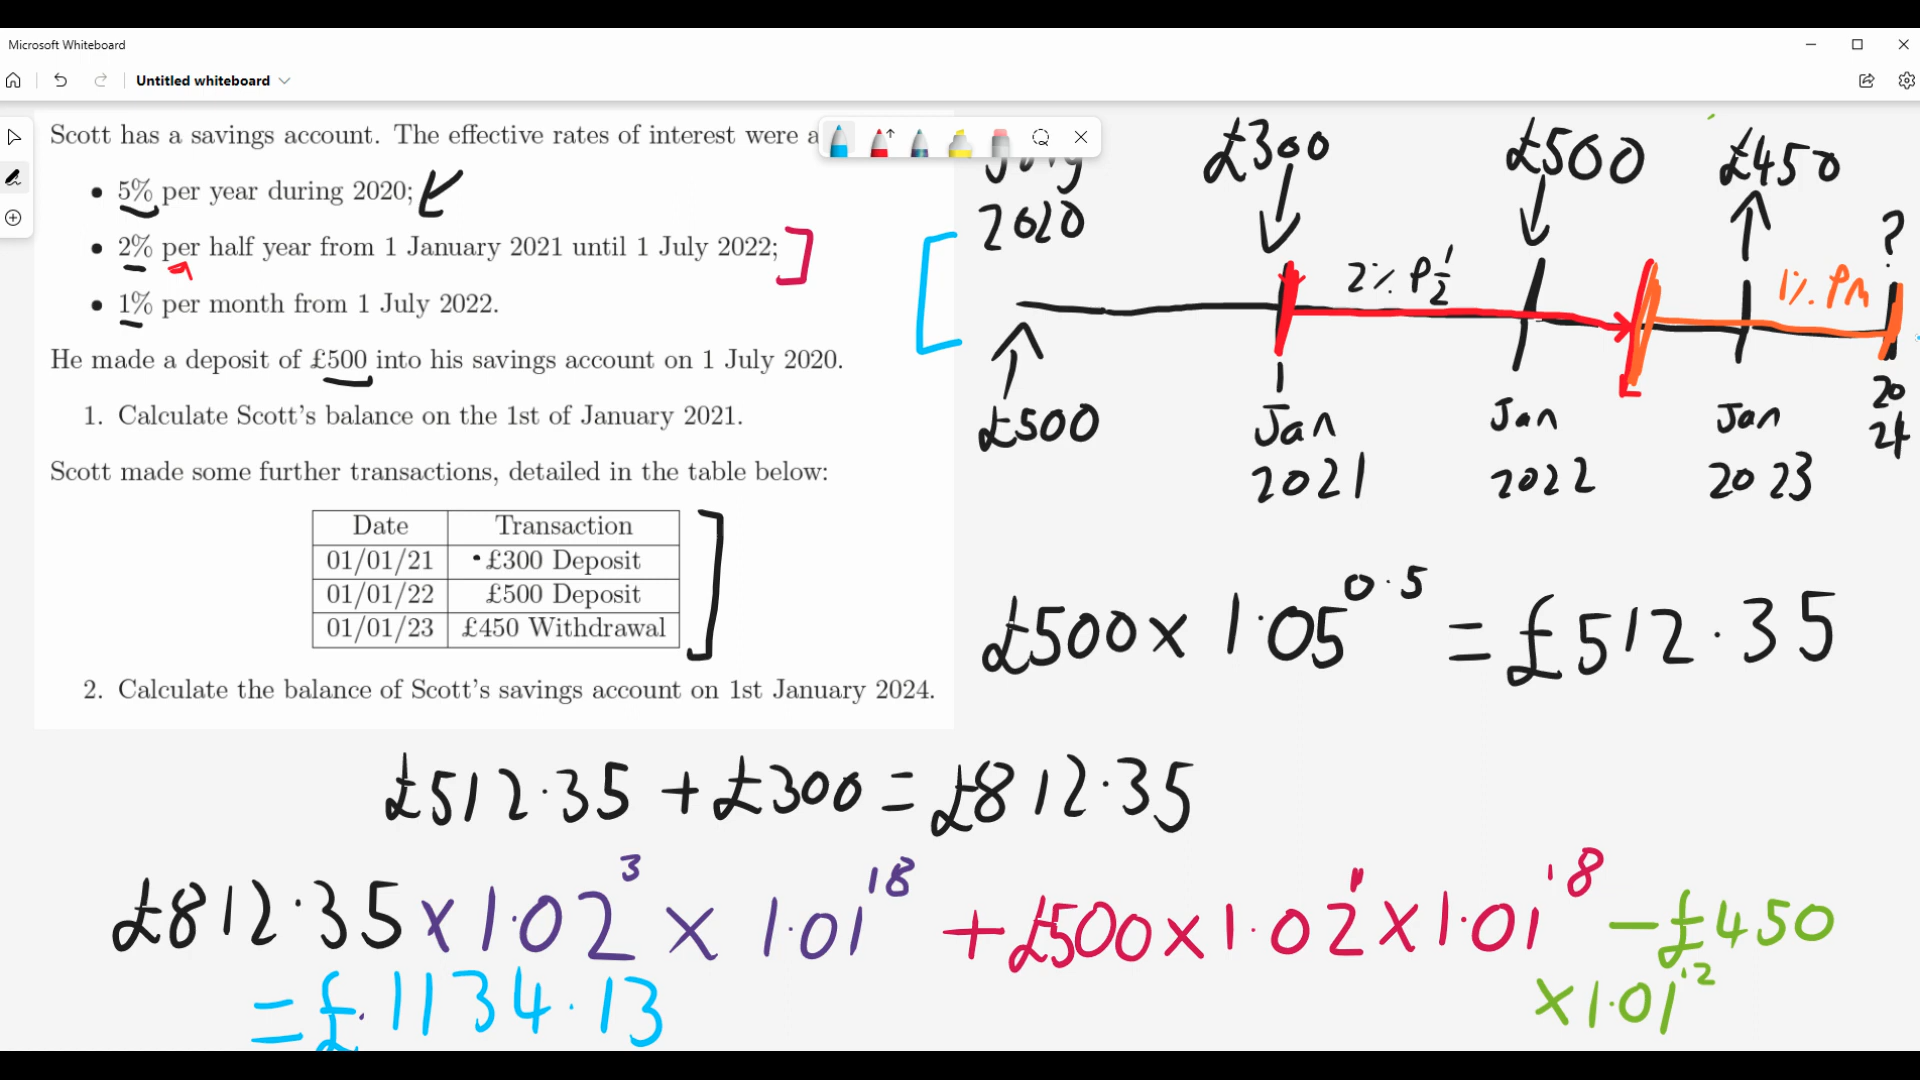 Microsoft Whiteboard
Untitled whiteboard
Scott has a savings account. The effective rates of interest were a
• 5% per year during 2020;
• 2% per half year from 1 January 2021 until 1 July 2022;
• 1% per month from 1 July 2022.
He made a deposit of £500 into his savings account on 1 July 2020.
1. Calculate Scott's balance on the 1st of January 2021.
Scott made some further transactions, detailed in the table below:
Date Transaction
01/01/21 £300 Deposit
01/01/22 £500 Deposit
01/01/23 £450 Withdrawal
2. Calculate the balance of Scott's savings account on 1st January 2024.
£300 £500 £450
July
2020
?
2% P½ 1% PM
£500
1
Jan
2021
Jan
2022
Jan
2023
20
24
£500 × 1·05^0·5 = £512·35
£512·35 + £300 = £812·35
£812·35 × 1·02^3 × 1·01^18 + £500 × 1·02^1 × 1·01^18 - £450
× 1·01^12
= £1134·13